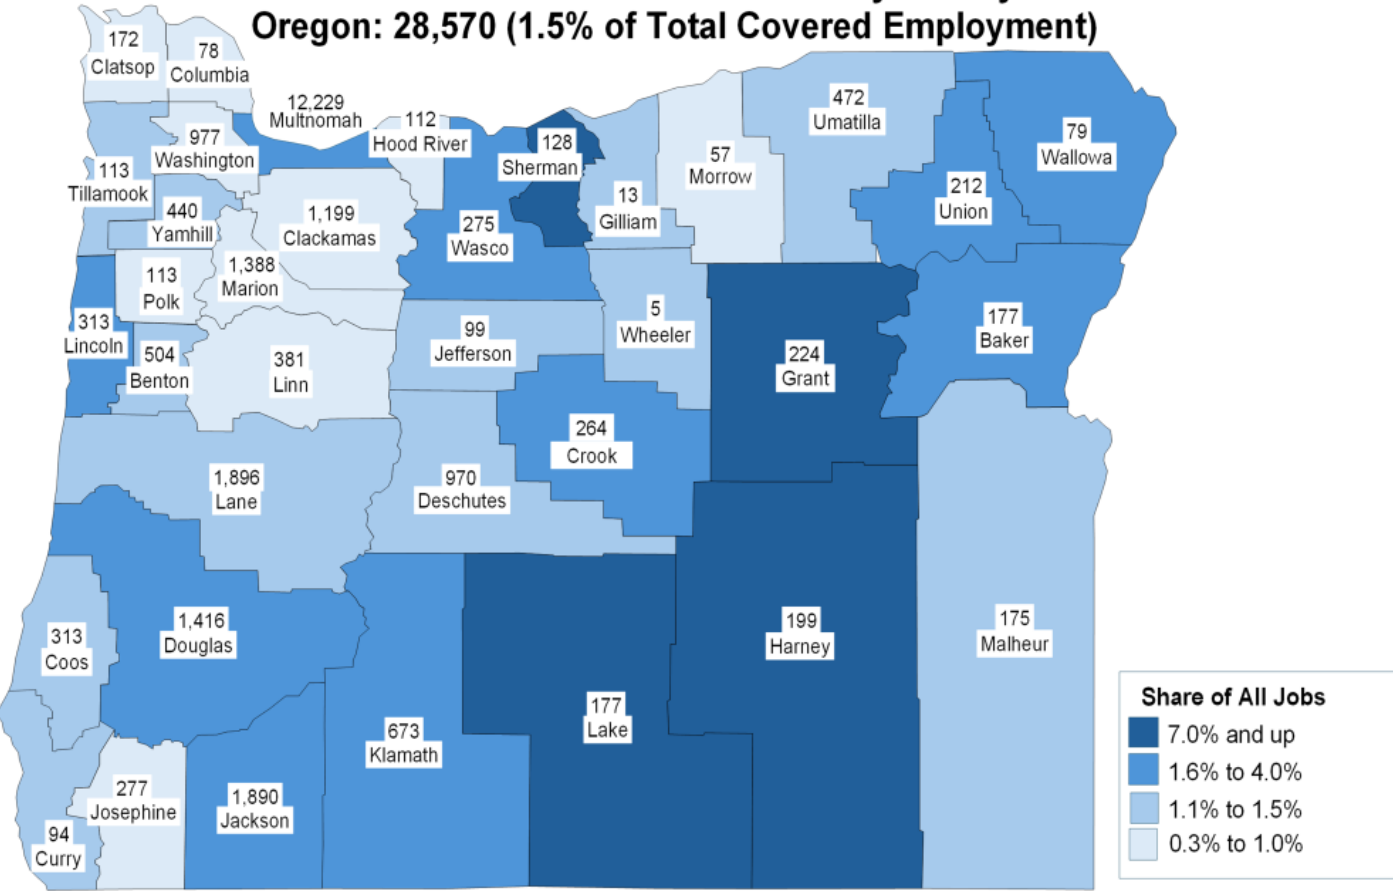 Oregon: 28,570 (1.5% of Total Covered Employment)
172
Clatsop
78
Columbia
12,229
Multnomah
112
Hood River
977
Washington
113
Tillamook
440
Yamhill
1,199
Clackamas
1,388
Marion
113
Polk
313
Lincoln
504
Benton
381
Linn
275
Wasco
128
Sherman
13
Gilliam
57
Morrow
472
Umatilla
212
Union
79
Wallowa
99
Jefferson
5
Wheeler
224
Grant
177
Baker
264
Crook
1,896
Lane
970
Deschutes
313
Coos
1,416
Douglas
94
Curry
277
Josephine
1,890
Jackson
673
Klamath
177
Lake
199
Harney
175
Malheur
Share of All Jobs
7.0% and up
1.6% to 4.0%
1.1% to 1.5%
0.3% to 1.0%